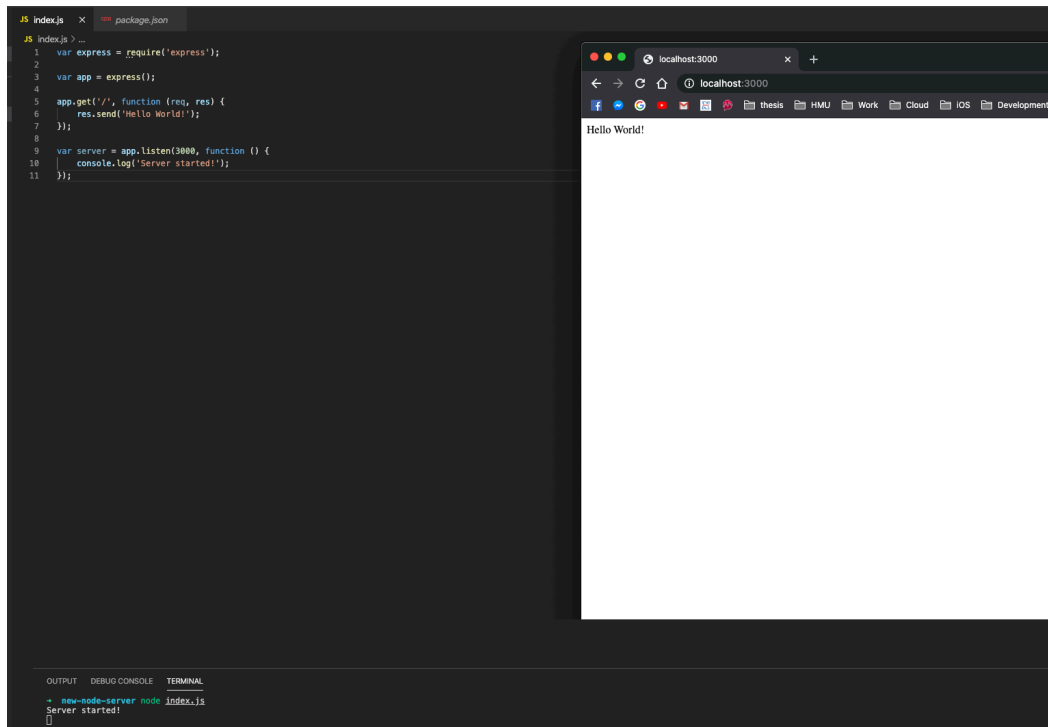 JS index.js ×
package.json
JS index.js > ...
1 var express = require('express');
2
3 var app = express();
4
5 app.get('/', function (req, res) {
6 res.send('Hello World!');
7 });
8
9 var server = app.listen(3000, function () {
10 console.log('Server started!');
11 });
localhost:3000 × +
localhost:3000
thesis HMU Work Cloud iOS Development
Hello World!
OUTPUT DEBUG CONSOLE TERMINAL
→ new-node-server node index.js
Server started!